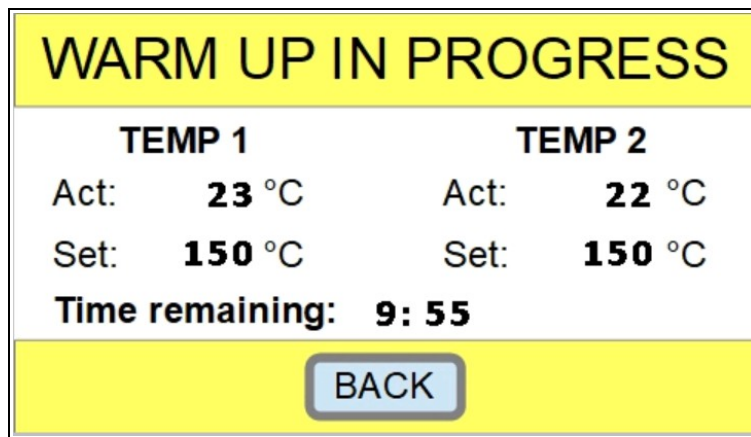 WARM UP IN PROGRESS
TEMP 1 TEMP 2
Act: 23 °C Act: 22 °C
Set: 150 °C Set: 150 °C
Time remaining: 9: 55
BACK